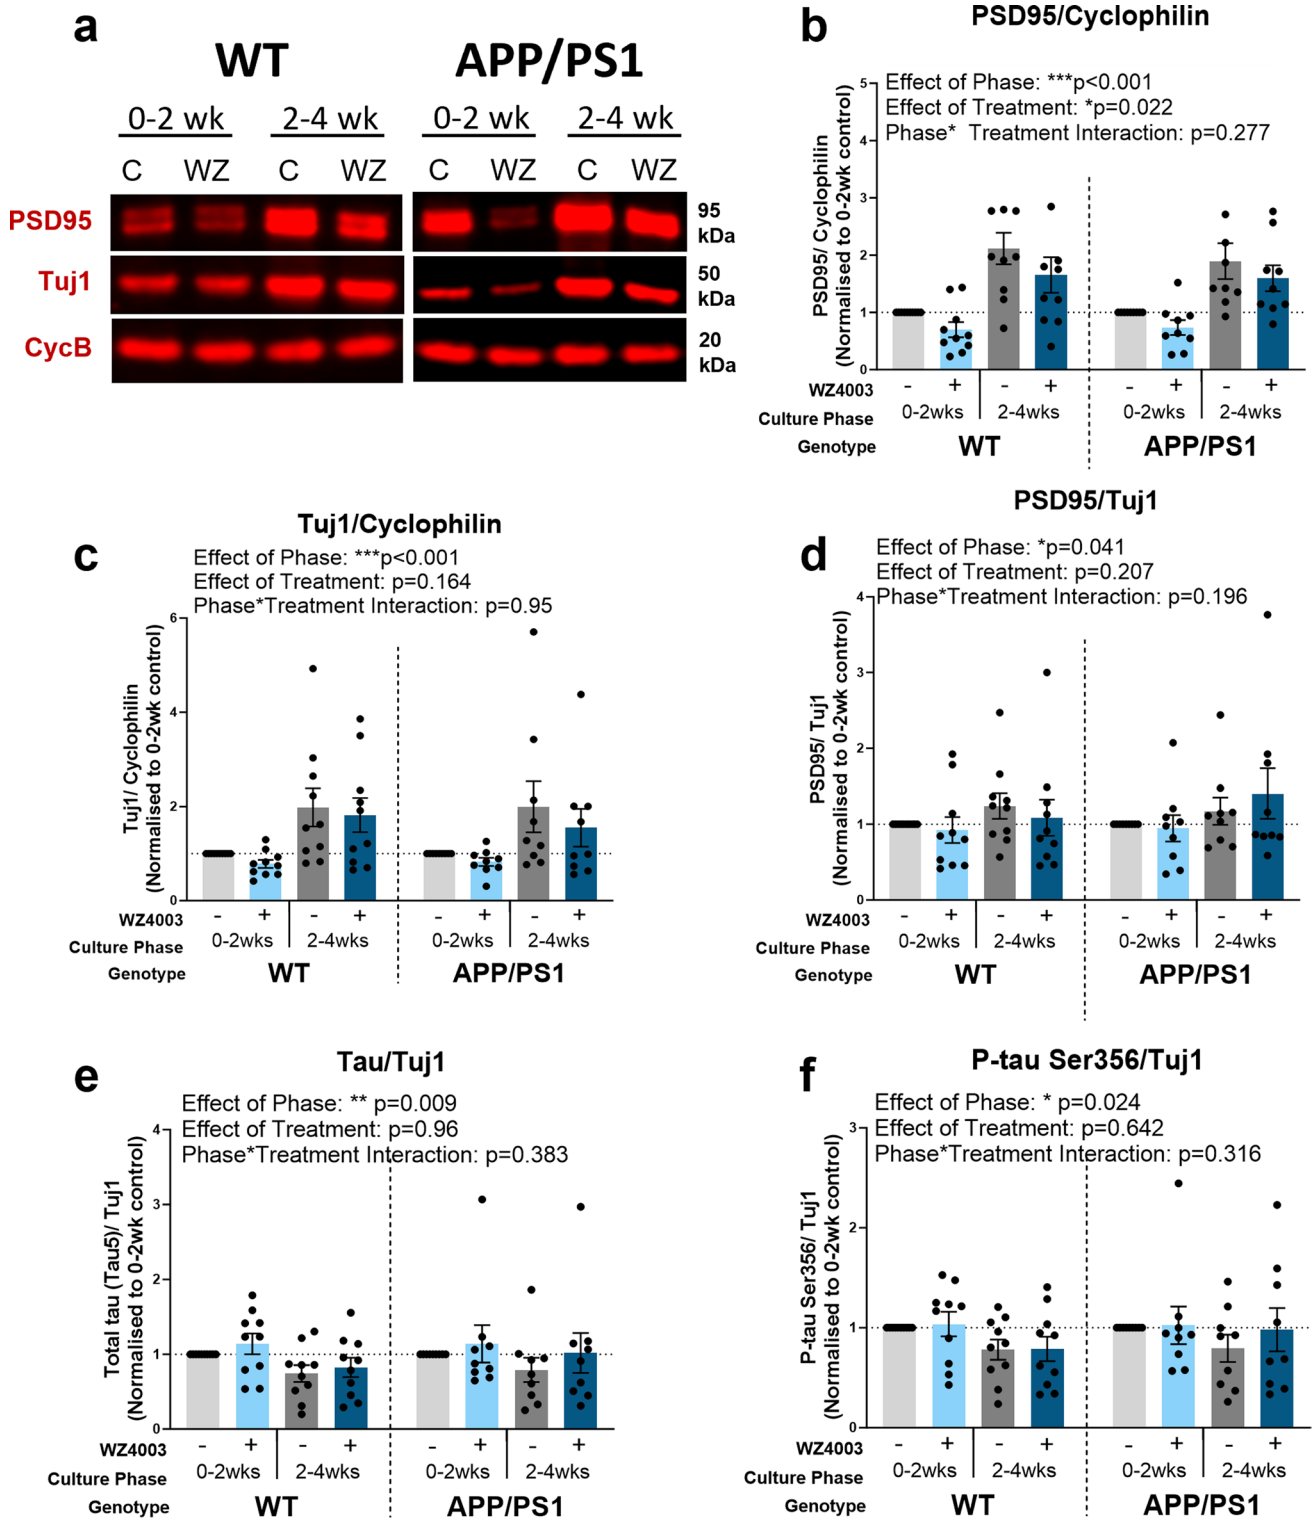 a
WT APP/PS1
0-2 wk 2-4 wk 0-2 wk 2-4 wk
C WZ C WZ C WZ C WZ
PSD95
95
kDa
Tuj1
50
kDa
CycB
20
kDa
b
PSD95/Cyclophilin
Effect of Phase: ***p<0.001
Effect of Treatment: *p=0.022
Phase* Treatment Interaction: p=0.277
PSD95/ Cyclophilin
(Normalised to 0-2wk control)
5
4
3
2
1
0
WZ4003 - + - + - + - +
Culture Phase 0-2wks 2-4wks 0-2wks 2-4wks
Genotype WT APP/PS1
c
Tuj1/Cyclophilin
Effect of Phase: ***p<0.001
Effect of Treatment: p=0.164
Phase*Treatment Interaction: p=0.95
Tuj1/ Cyclophilin
(Normalised to 0-2wk control)
6
4
2
0
WZ4003 - + - + - + - +
Culture Phase 0-2wks 2-4wks 0-2wks 2-4wks
Genotype WT APP/PS1
d
PSD95/Tuj1
Effect of Phase: *p=0.041
Effect of Treatment: p=0.207
Phase*Treatment Interaction: p=0.196
PSD95/ Tuj1
(Normalised to 0-2wk control)
4
3
2
1
0
WZ4003 - + - + - + - +
Culture Phase 0-2wks 2-4wks 0-2wks 2-4wks
Genotype WT APP/PS1
e
Tau/Tuj1
Effect of Phase: ** p=0.009
Effect of Treatment: p=0.96
Phase*Treatment Interaction: p=0.383
Total tau (Tau5)/ Tuj1
(Normalised to 0-2wk control)
4
3
2
1
0
WZ4003 - + - + - + - +
Culture Phase 0-2wks 2-4wks 0-2wks 2-4wks
Genotype WT APP/PS1
f
P-tau Ser356/Tuj1
Effect of Phase: * p=0.024
Effect of Treatment: p=0.642
Phase*Treatment Interaction: p=0.316
P-tau Ser356/ Tuj1
(Normalised to 0-2wk control)
3
2
1
0
WZ4003 - + - + - + - +
Culture Phase 0-2wks 2-4wks 0-2wks 2-4wks
Genotype WT APP/PS1